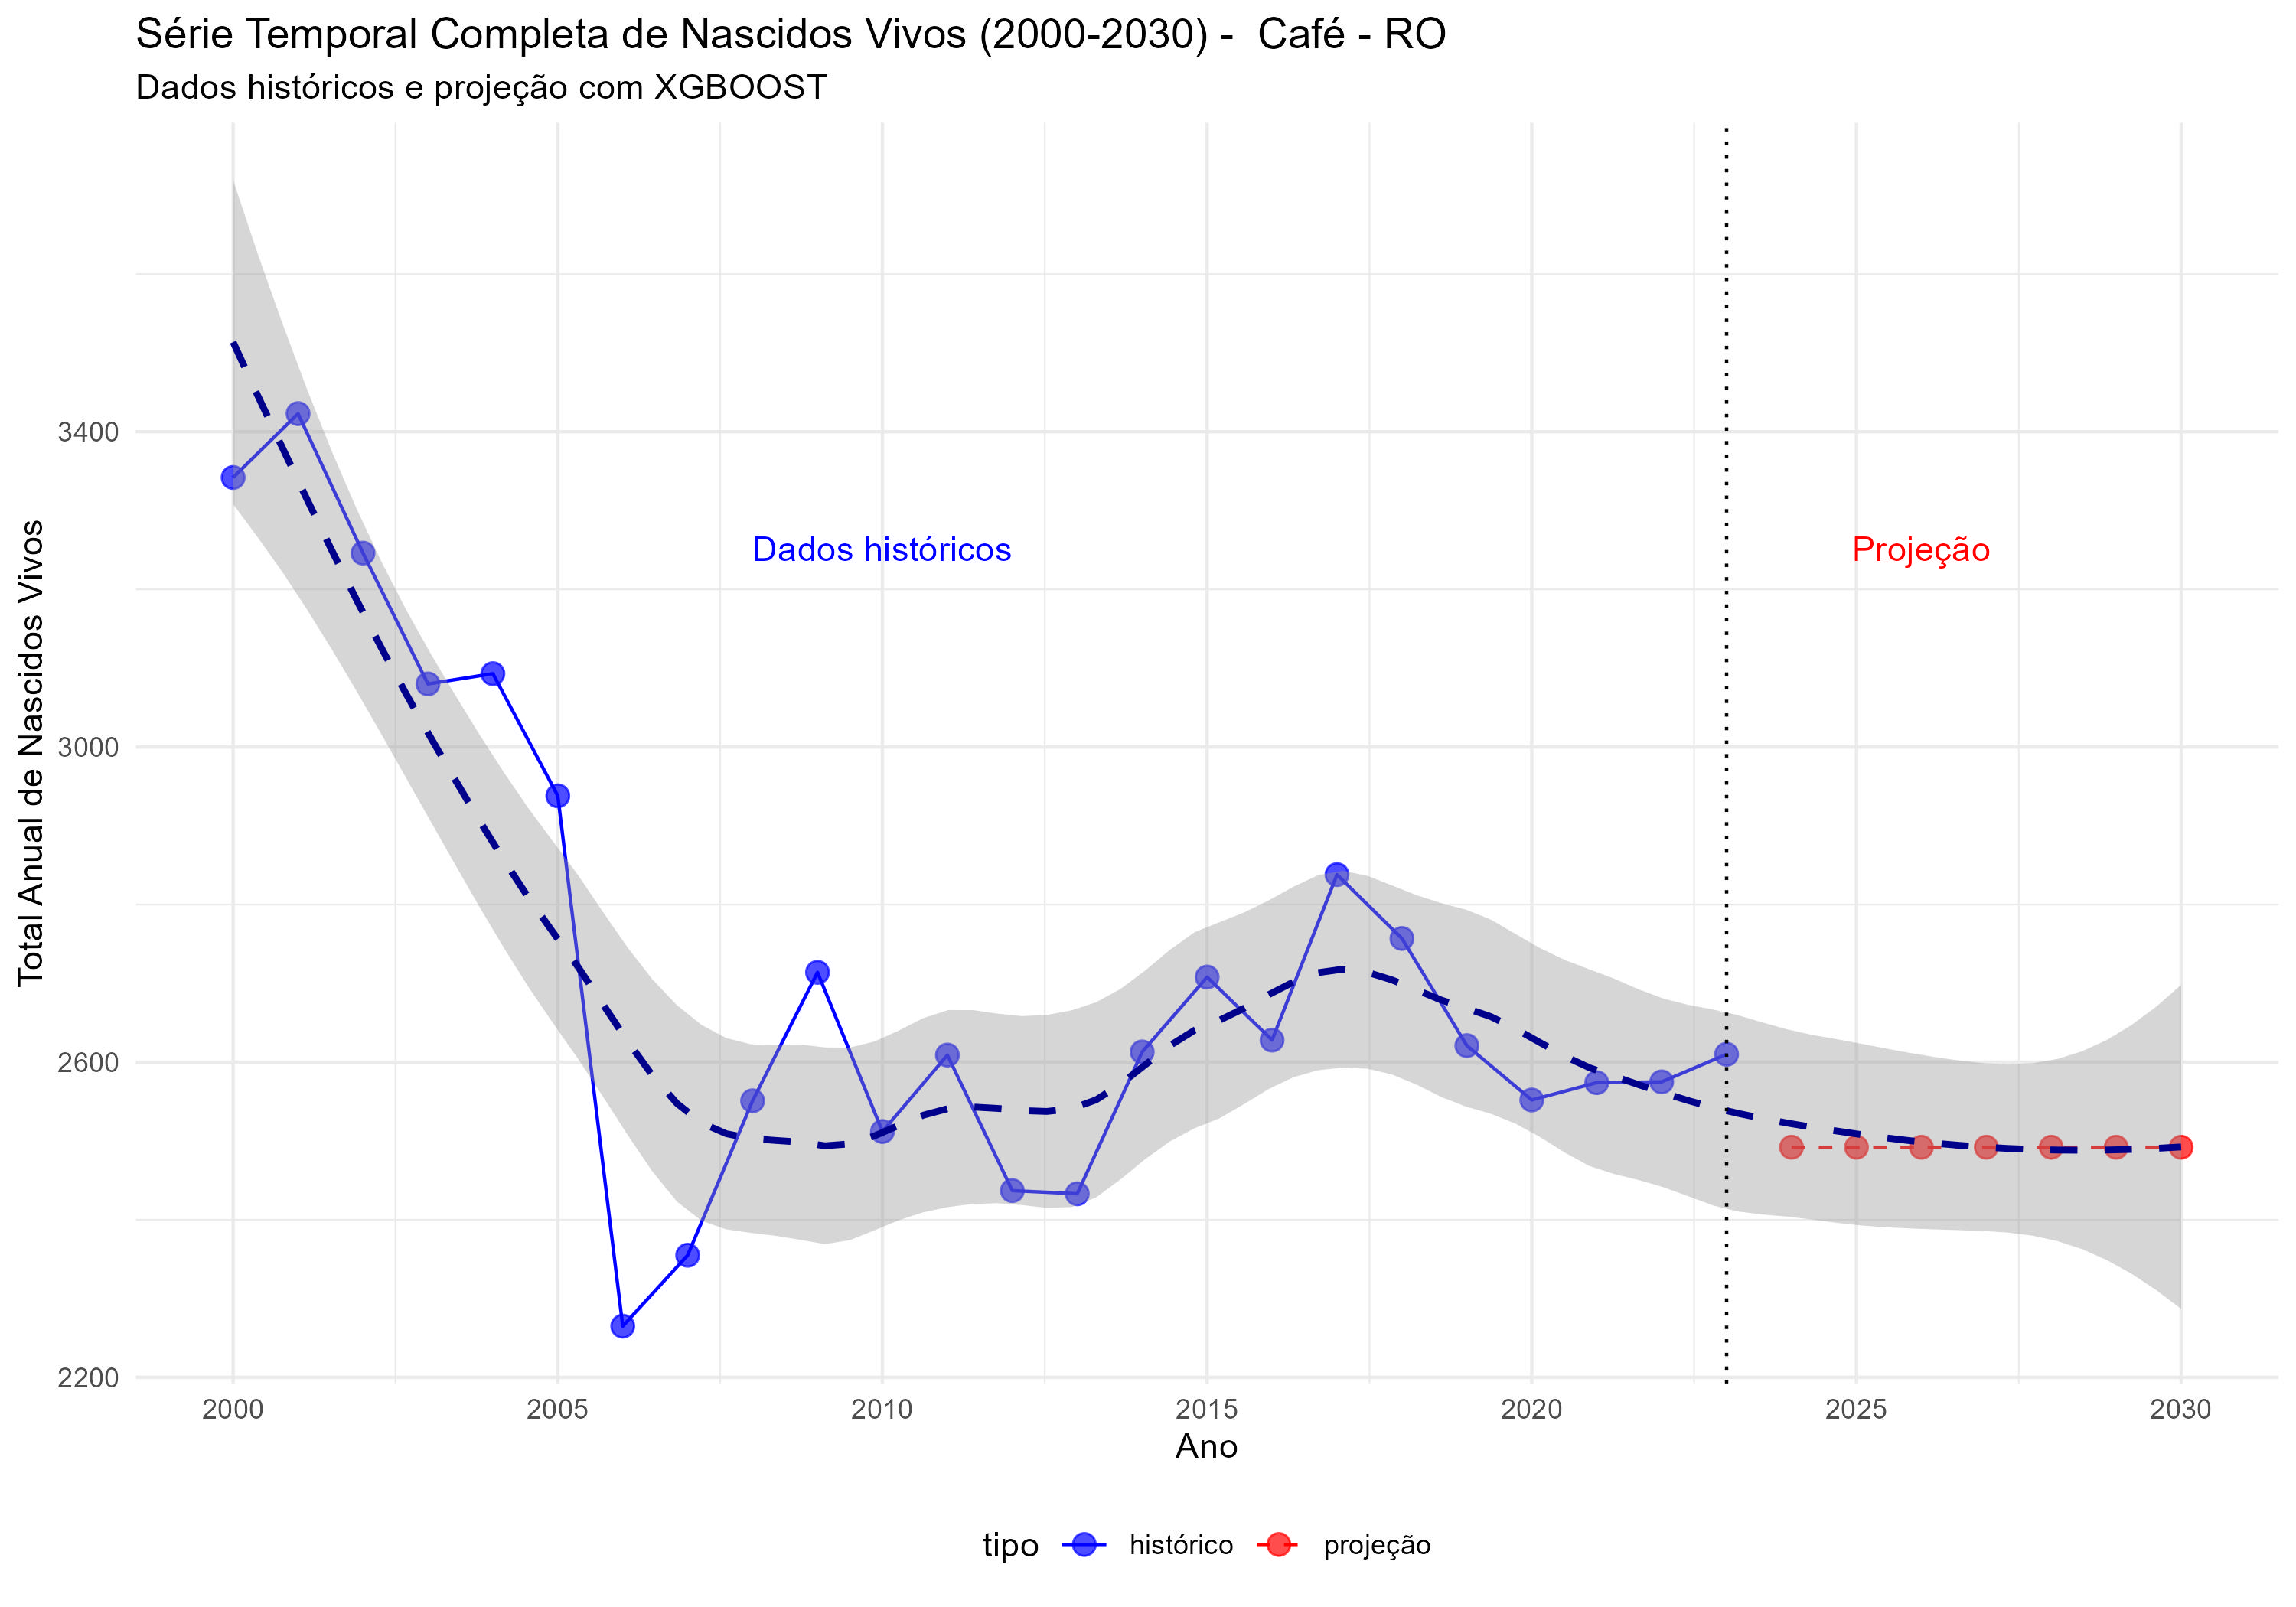 Série Temporal Completa de Nascidos Vivos (2000-2030) -  Café - RO
Dados históricos e projeção com XGBOOST
Total Anual de Nascidos Vivos
3400
3000
2600
2200
Dados históricos
Projeção
2000 2005 2010 2015 2020 2025 2030
Ano
tipo histórico projeção